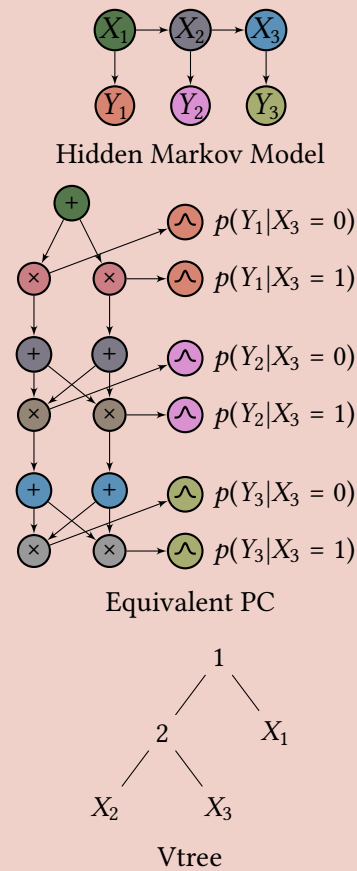 X1 X2 X3
Y1 Y2 Y3
Hidden Markov Model
+
p(Y1|X3 = 0)
× × p(Y1|X3 = 1)
+ + p(Y2|X3 = 0)
× × p(Y2|X3 = 1)
+ + p(Y3|X3 = 0)
× × p(Y3|X3 = 1)
Equivalent PC
1
2 X1
X2 X3
Vtree